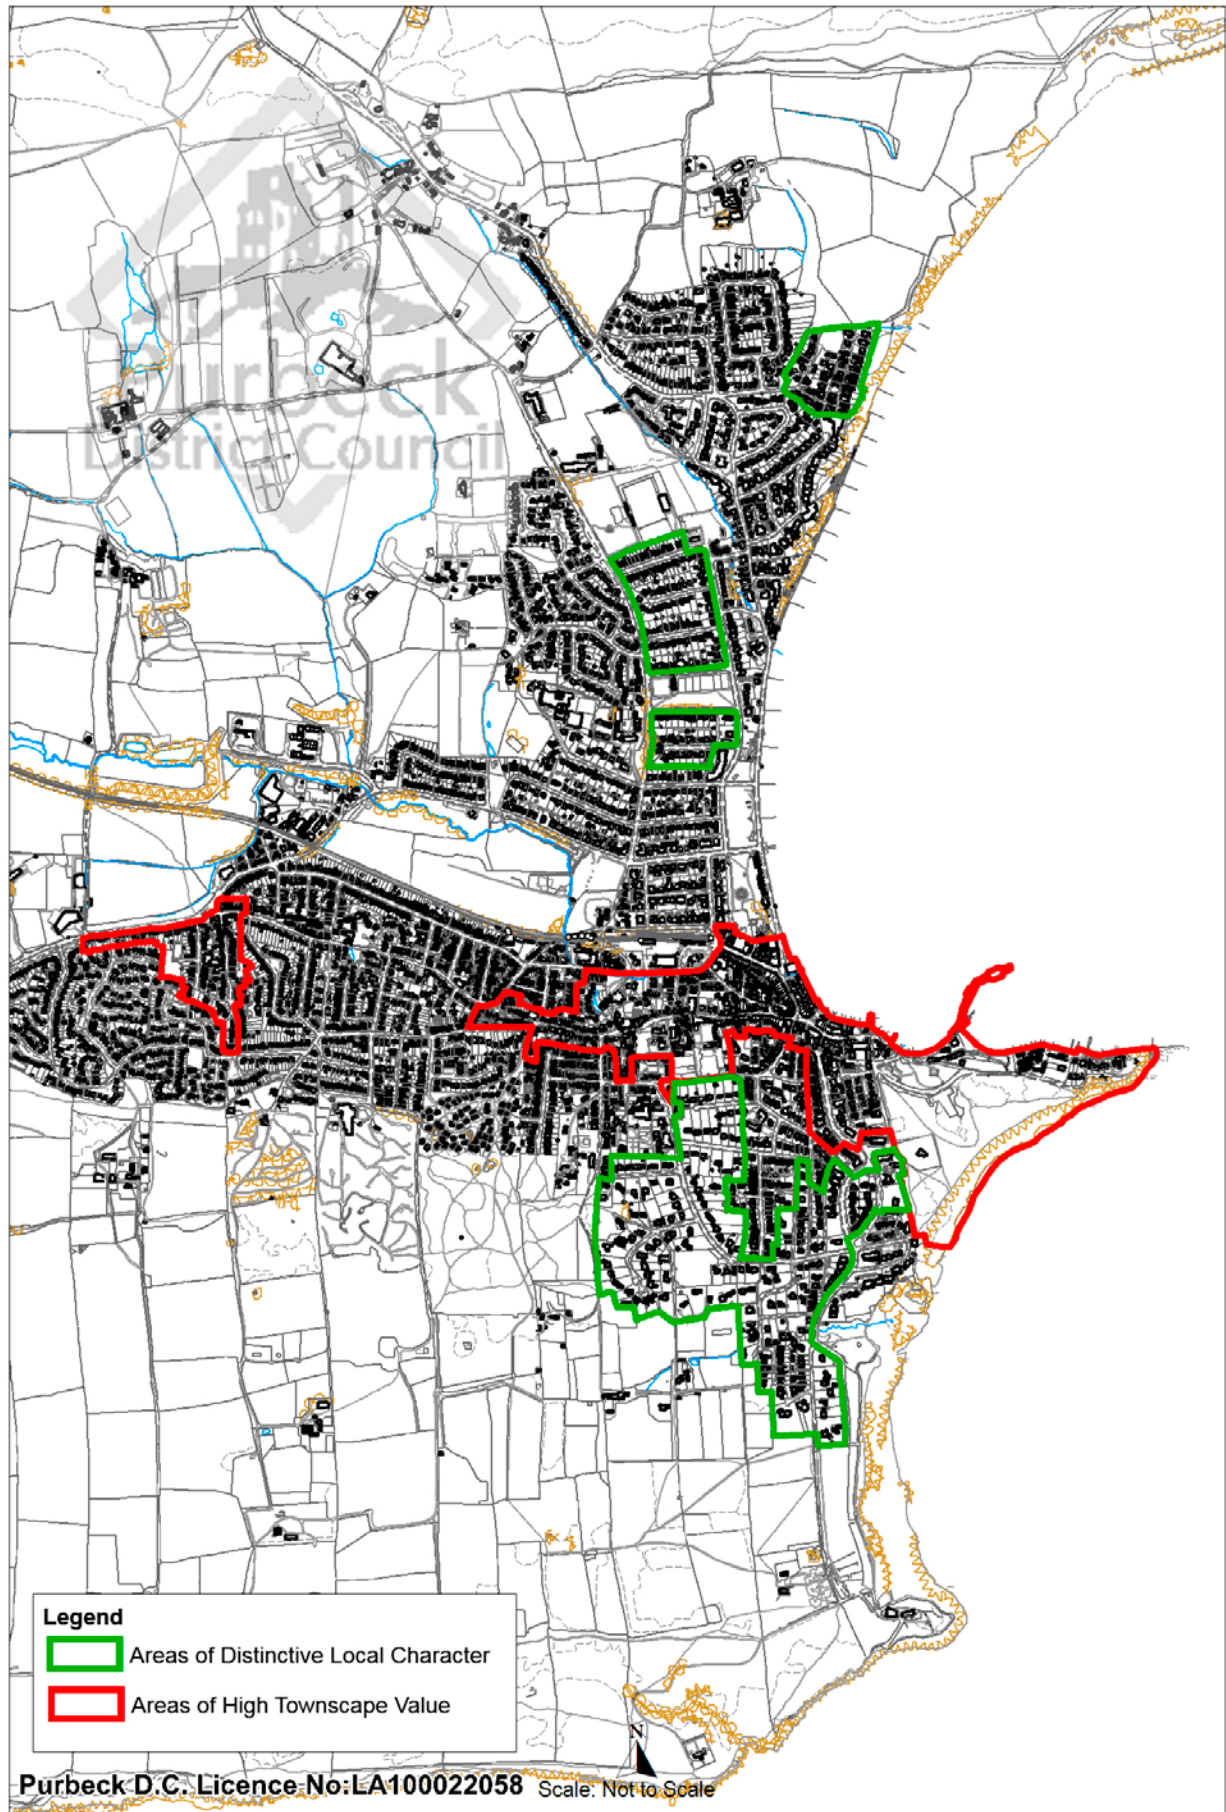 Purbeck
District Council
Legend
Areas of Distinctive Local Character
Areas of High Townscape Value
N
Purbeck D.C. Licence No:LA100022058 Scale: Not to Scale